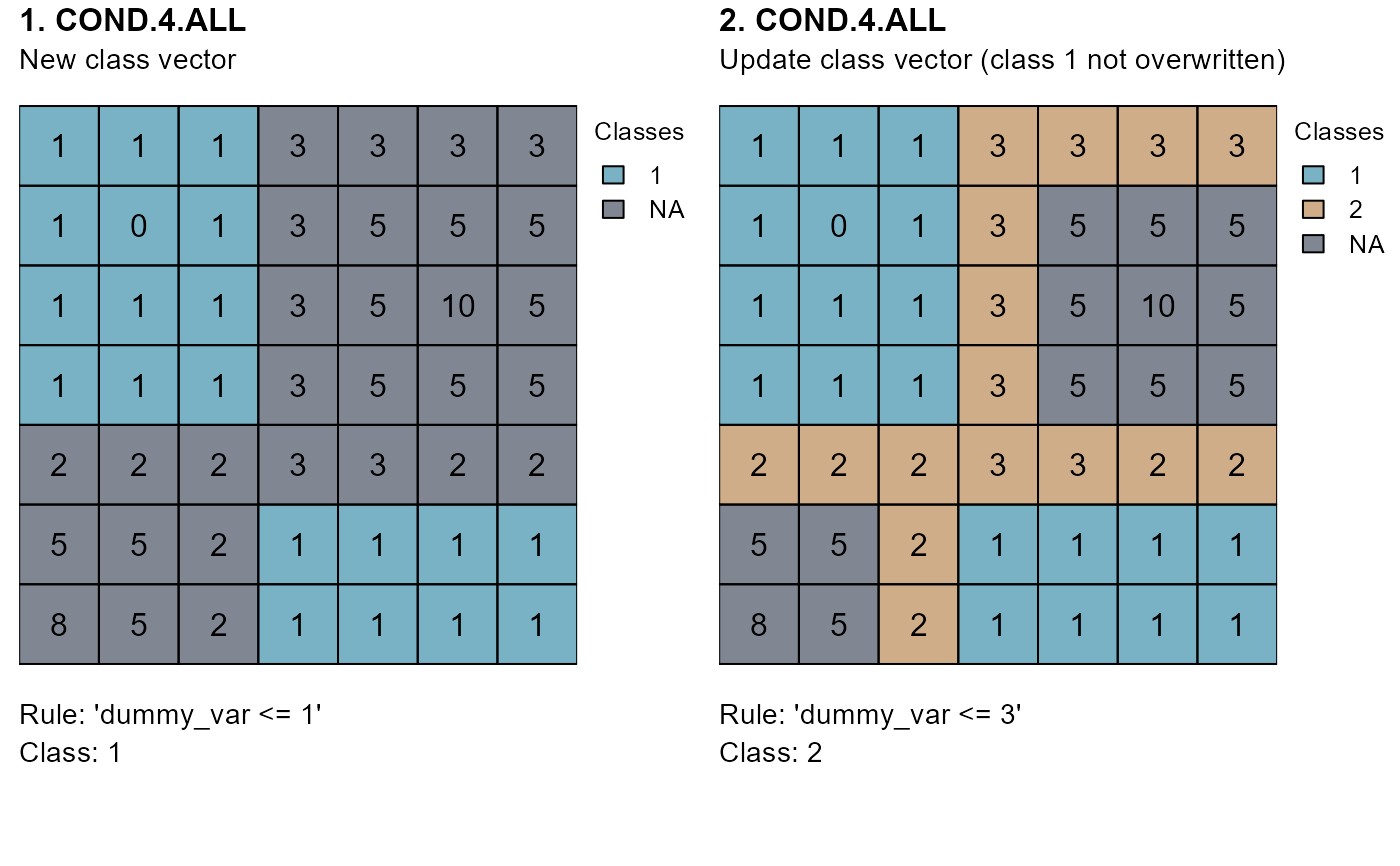 1. COND.4.ALL
New class vector
1 1 1 3 3 3 3
1 0 1 3 5 5 5
1 1 1 3 5 10 5
1 1 1 3 5 5 5
2 2 2 3 3 2 2
5 5 2 1 1 1 1
8 5 2 1 1 1 1
Classes
1
NA
Rule: 'dummy_var <= 1'
Class: 1
2. COND.4.ALL
Update class vector (class 1 not overwritten)
1 1 1 3 3 3 3
1 0 1 3 5 5 5
1 1 1 3 5 10 5
1 1 1 3 5 5 5
2 2 2 3 3 2 2
5 5 2 1 1 1 1
8 5 2 1 1 1 1
Classes
1
2
NA
Rule: 'dummy_var <= 3'
Class: 2